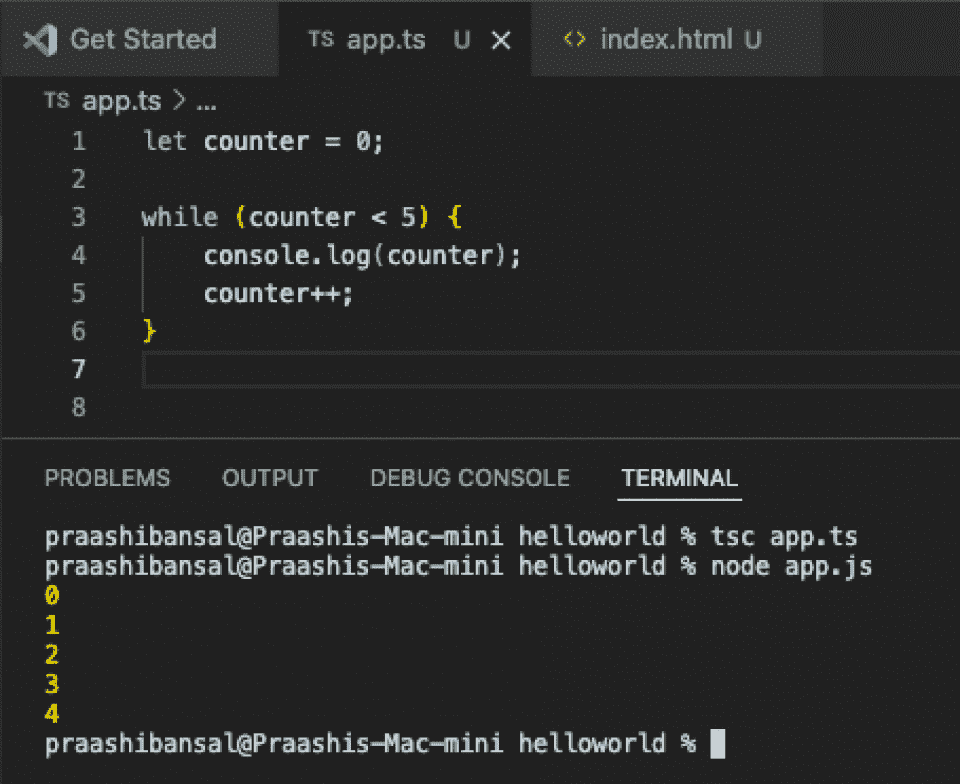 Get Started TS app.ts U × <> index.html U
TS app.ts > ...
1 let counter = 0;
2
3 while (counter < 5) {
4     console.log(counter);
5     counter++;
6 }
7
8
PROBLEMS OUTPUT DEBUG CONSOLE TERMINAL
praashibansal@Praashis-Mac-mini helloworld % tsc app.ts
praashibansal@Praashis-Mac-mini helloworld % node app.js
0
1
2
3
4
praashibansal@Praashis-Mac-mini helloworld %